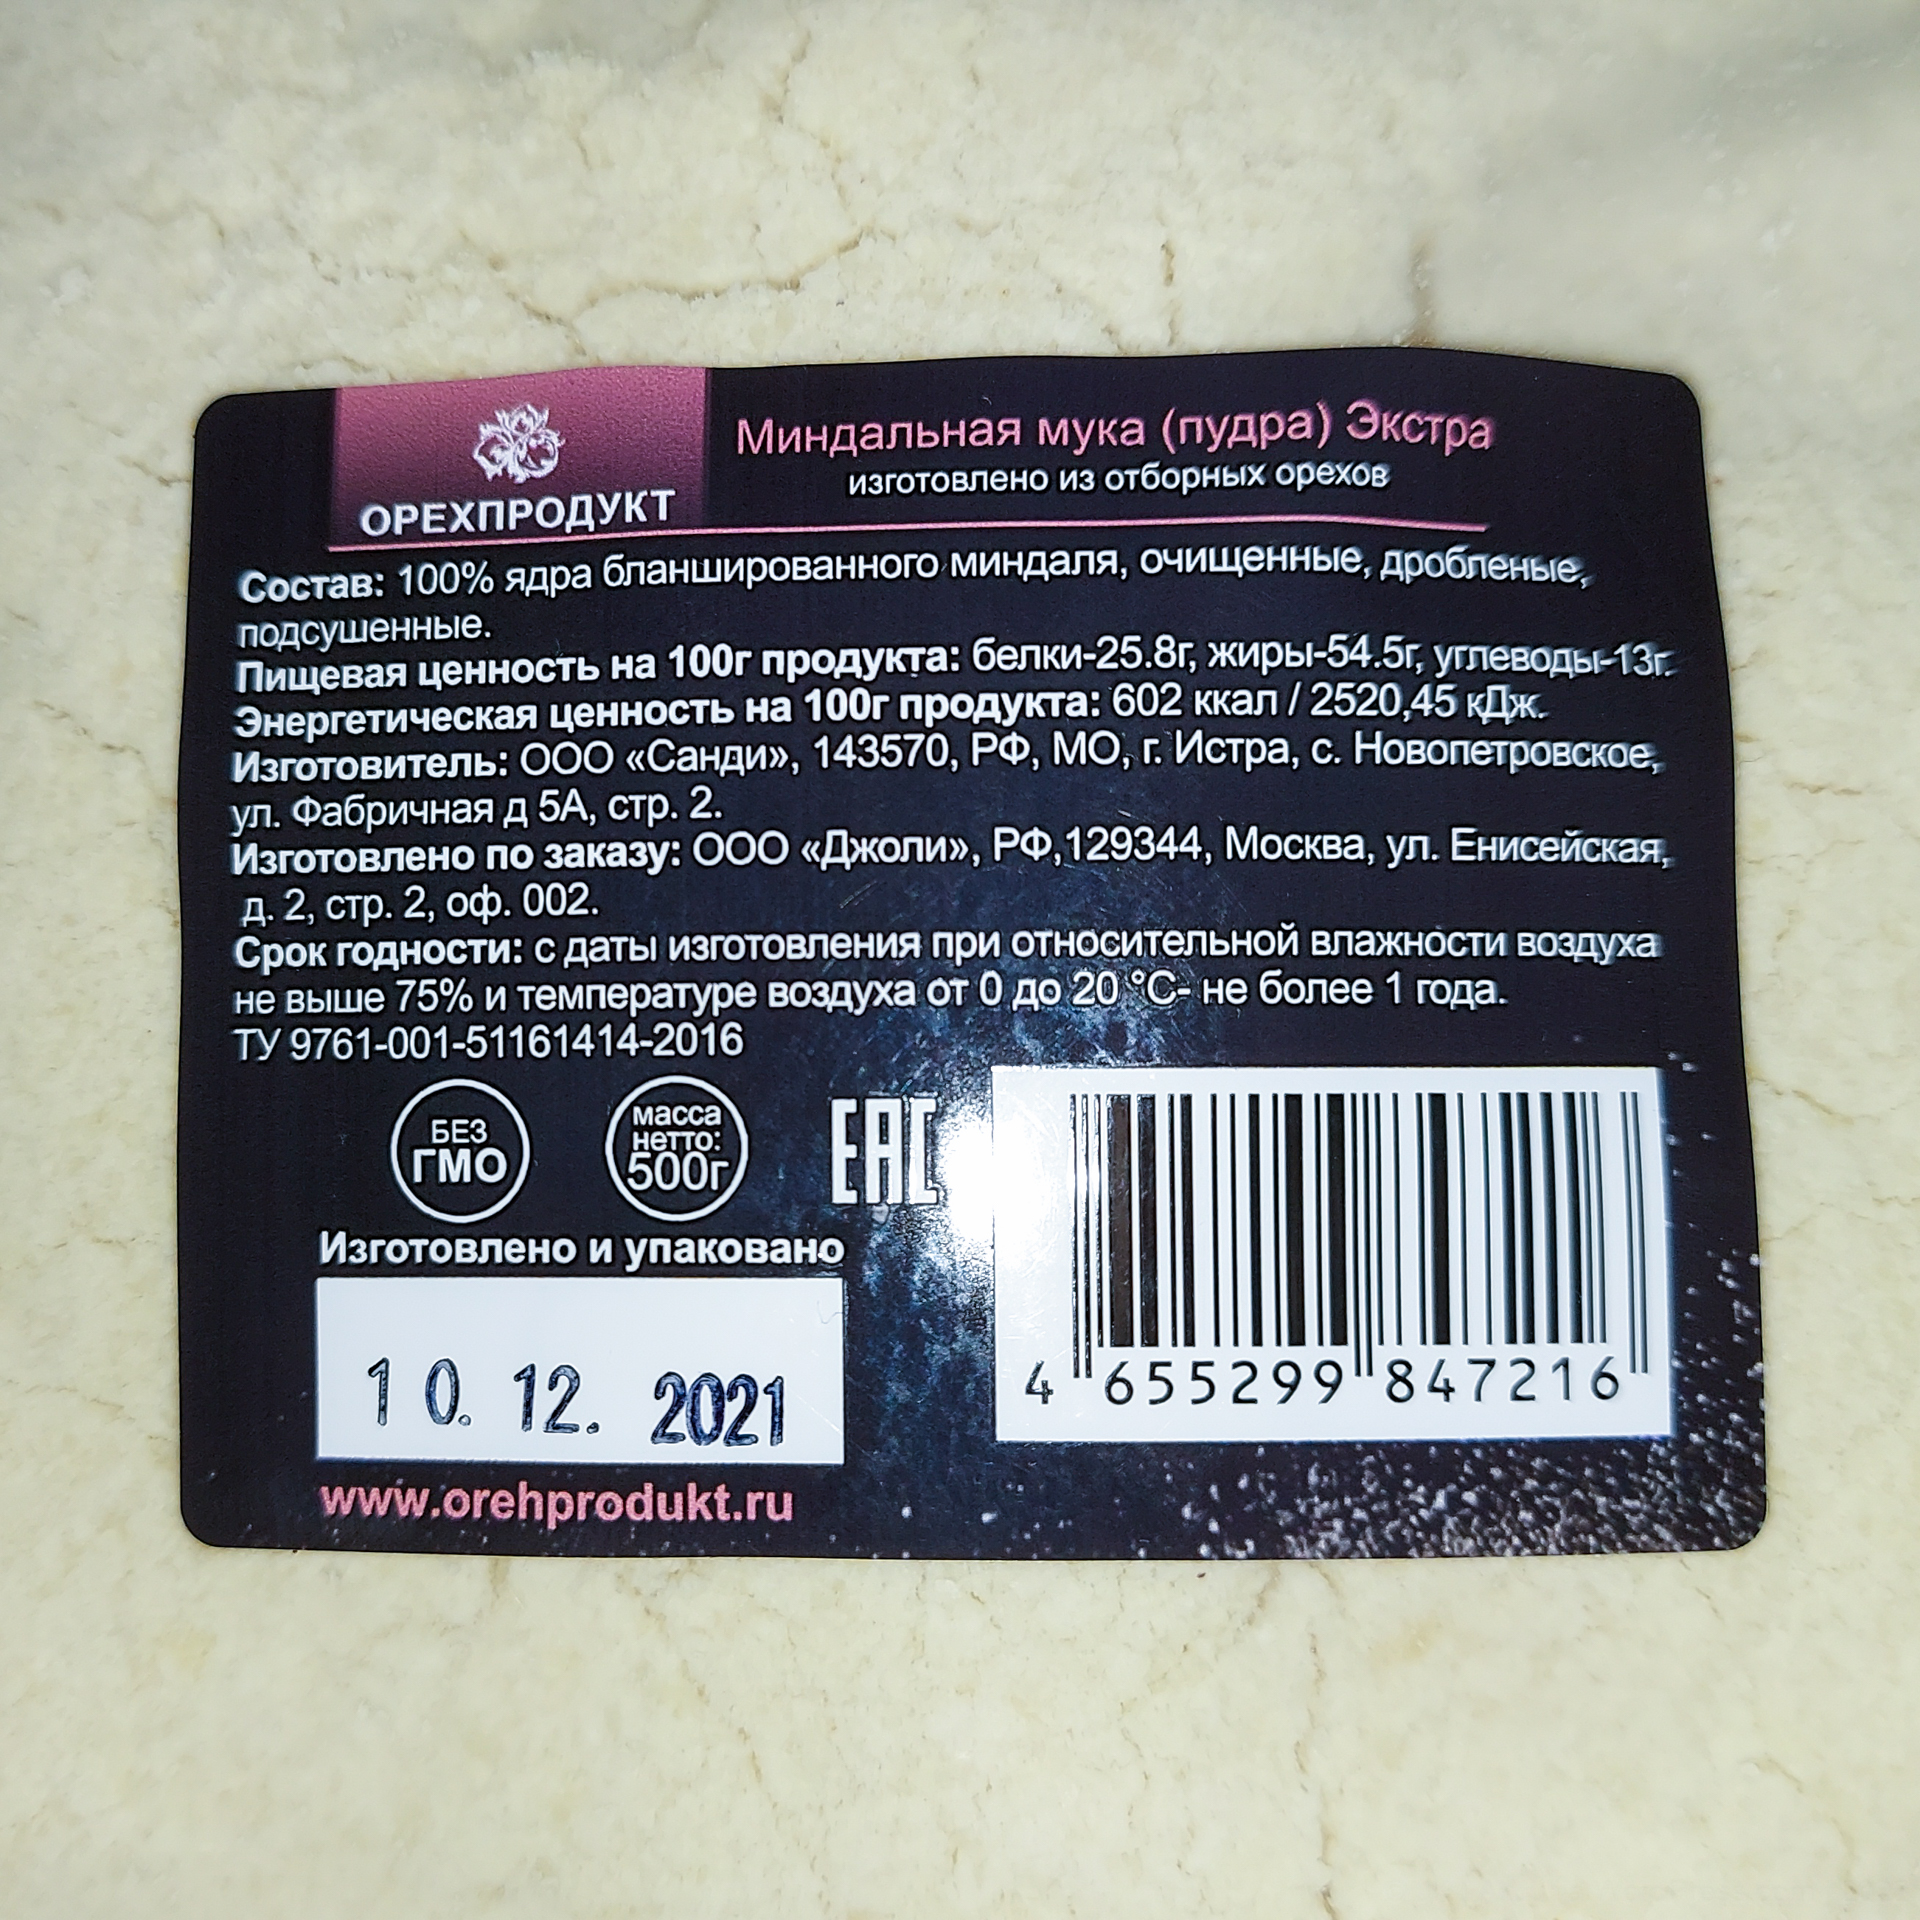 ОРЕХПРОДУКТ
Миндальная мука (пудра) Экстра
изготовлено из отборных орехов
Состав: 100% ядра бланшированного миндаля, очищенные, дробленые,
подсушенные.
Пищевая ценность на 100г продукта: белки-25.8г, жиры-54.5г, углеводы-13г.
Энергетическая ценность на 100г продукта: 602 ккал / 2520,45 кДж.
Изготовитель: ООО «Санди», 143570, РФ, МО, г. Истра, с. Новопетровское,
ул. Фабричная д 5А, стр. 2.
Изготовлено по заказу: ООО «Джоли», РФ,129344, Москва, ул. Енисейская,
д. 2, стр. 2, оф. 002.
Срок годности: с даты изготовления при относительной влажности воздуха
не выше 75% и температуре воздуха от 0 до 20 °С- не более 1 года.
ТУ 9761-001-51161414-2016
БЕЗ
ГМО
масса
нетто:
500г
ЕАС
Изготовлено и упаковано
10. 12. 2021
www.orehprodukt.ru
4 655299 847216